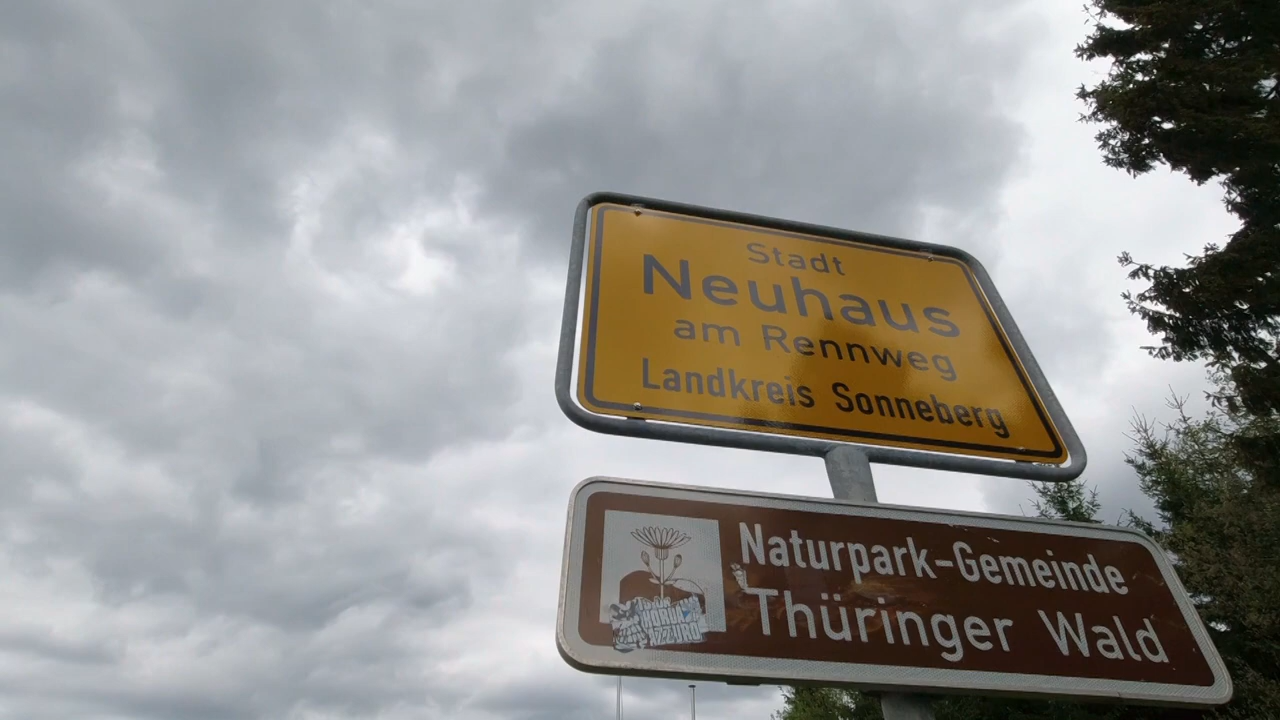 Stadt
Neuhaus
am Rennweg
Landkreis Sonneberg
Naturpark-Gemeinde
Thüringer Wald